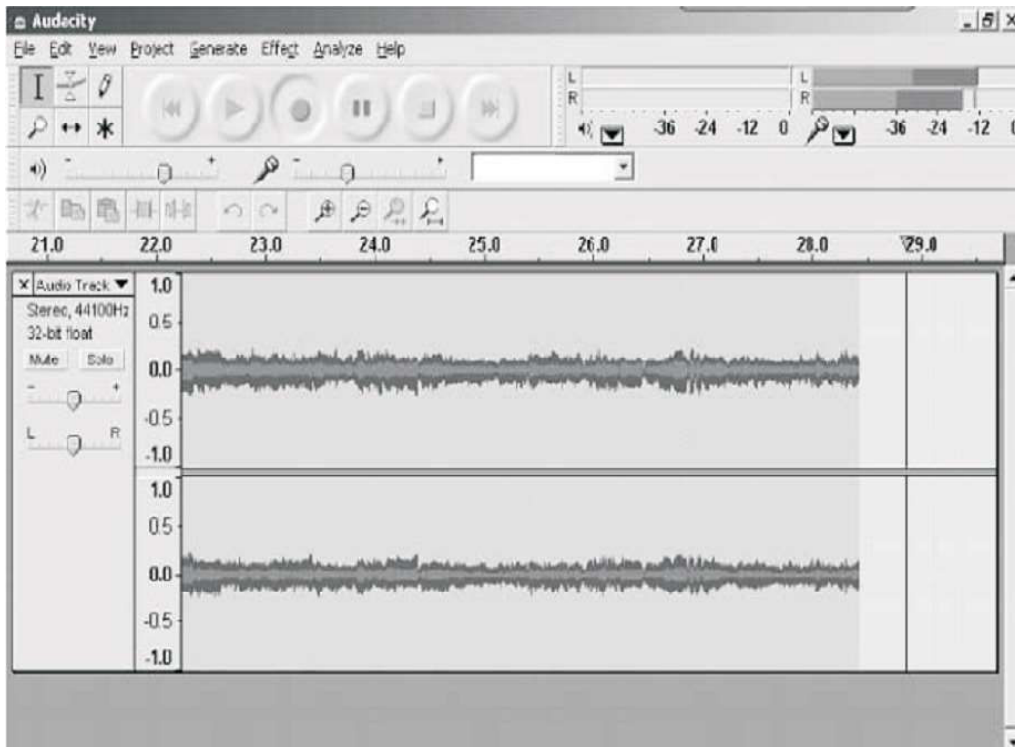 Audacity
File Edit View Project Generate Effect Analyze Help
L L
R R
-36 -24 -12 0 -36 -24 -12 0
- + - +
21.0 22.0 23.0 24.0 25.0 26.0 27.0 28.0 29.0
X Audio Track 1.0
Stereo, 44100Hz
32-bit float 0.5
Mute Solo 0.0
- +
-0.5
L R
-1.0
1.0
0.5
0.0
-0.5
-1.0